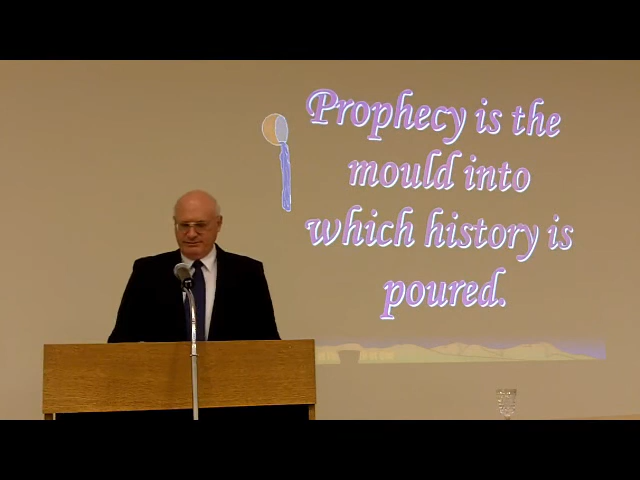 Prophecy is the
mould into
which history is
poured.